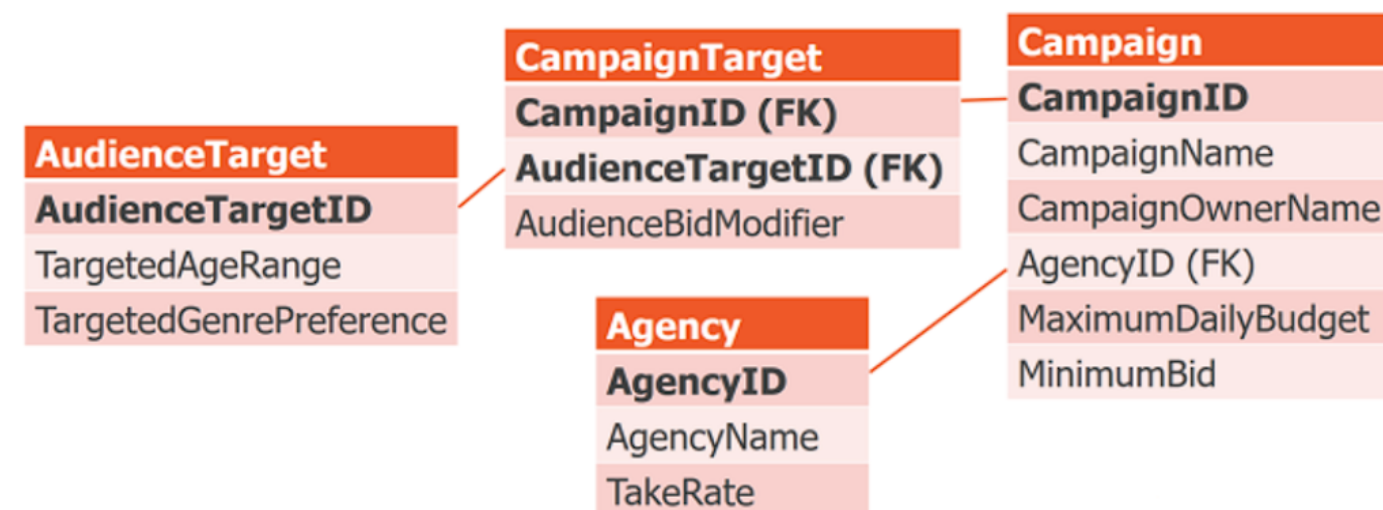 AudienceTarget
AudienceTargetID
TargetedAgeRange
TargetedGenrePreference
CampaignTarget
CampaignID (FK)
AudienceTargetID (FK)
AudienceBidModifier
Agency
AgencyID
AgencyName
TakeRate
Campaign
CampaignID
CampaignName
CampaignOwnerName
AgencyID (FK)
MaximumDailyBudget
MinimumBid